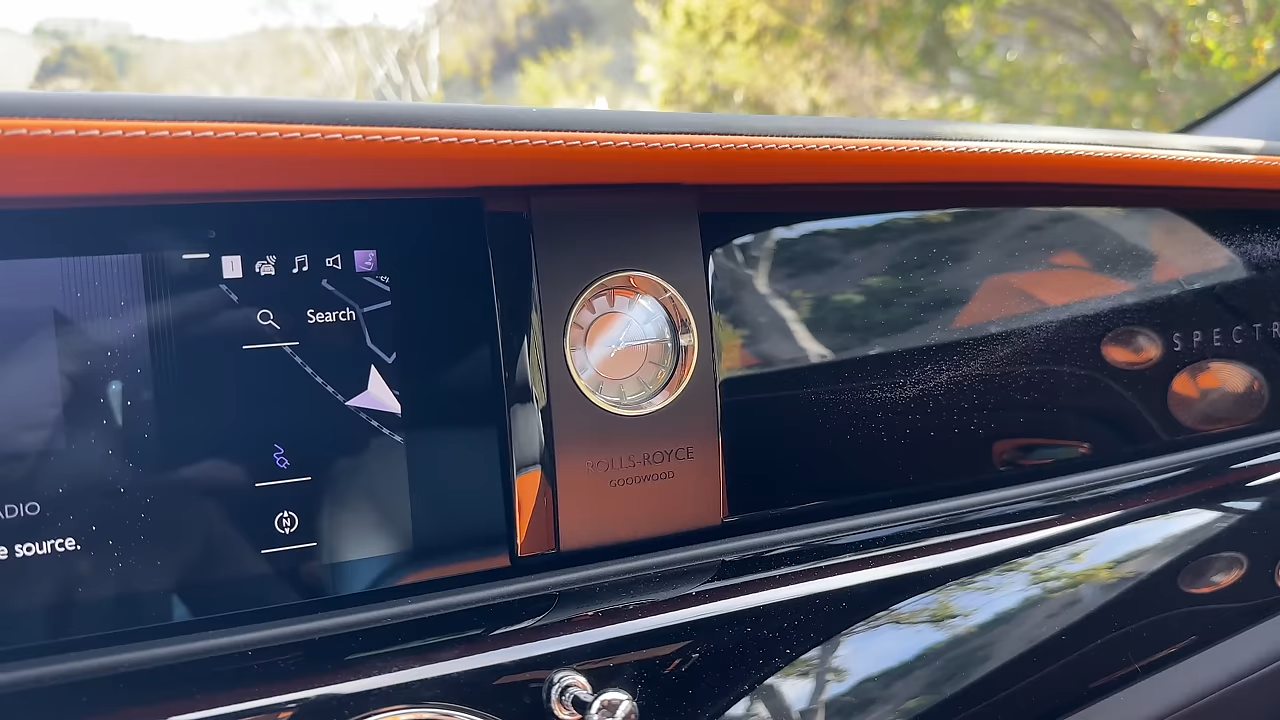 Search
N
ADIO
e source.
ROLLS-ROYCE
GOODWOOD
SPECTR